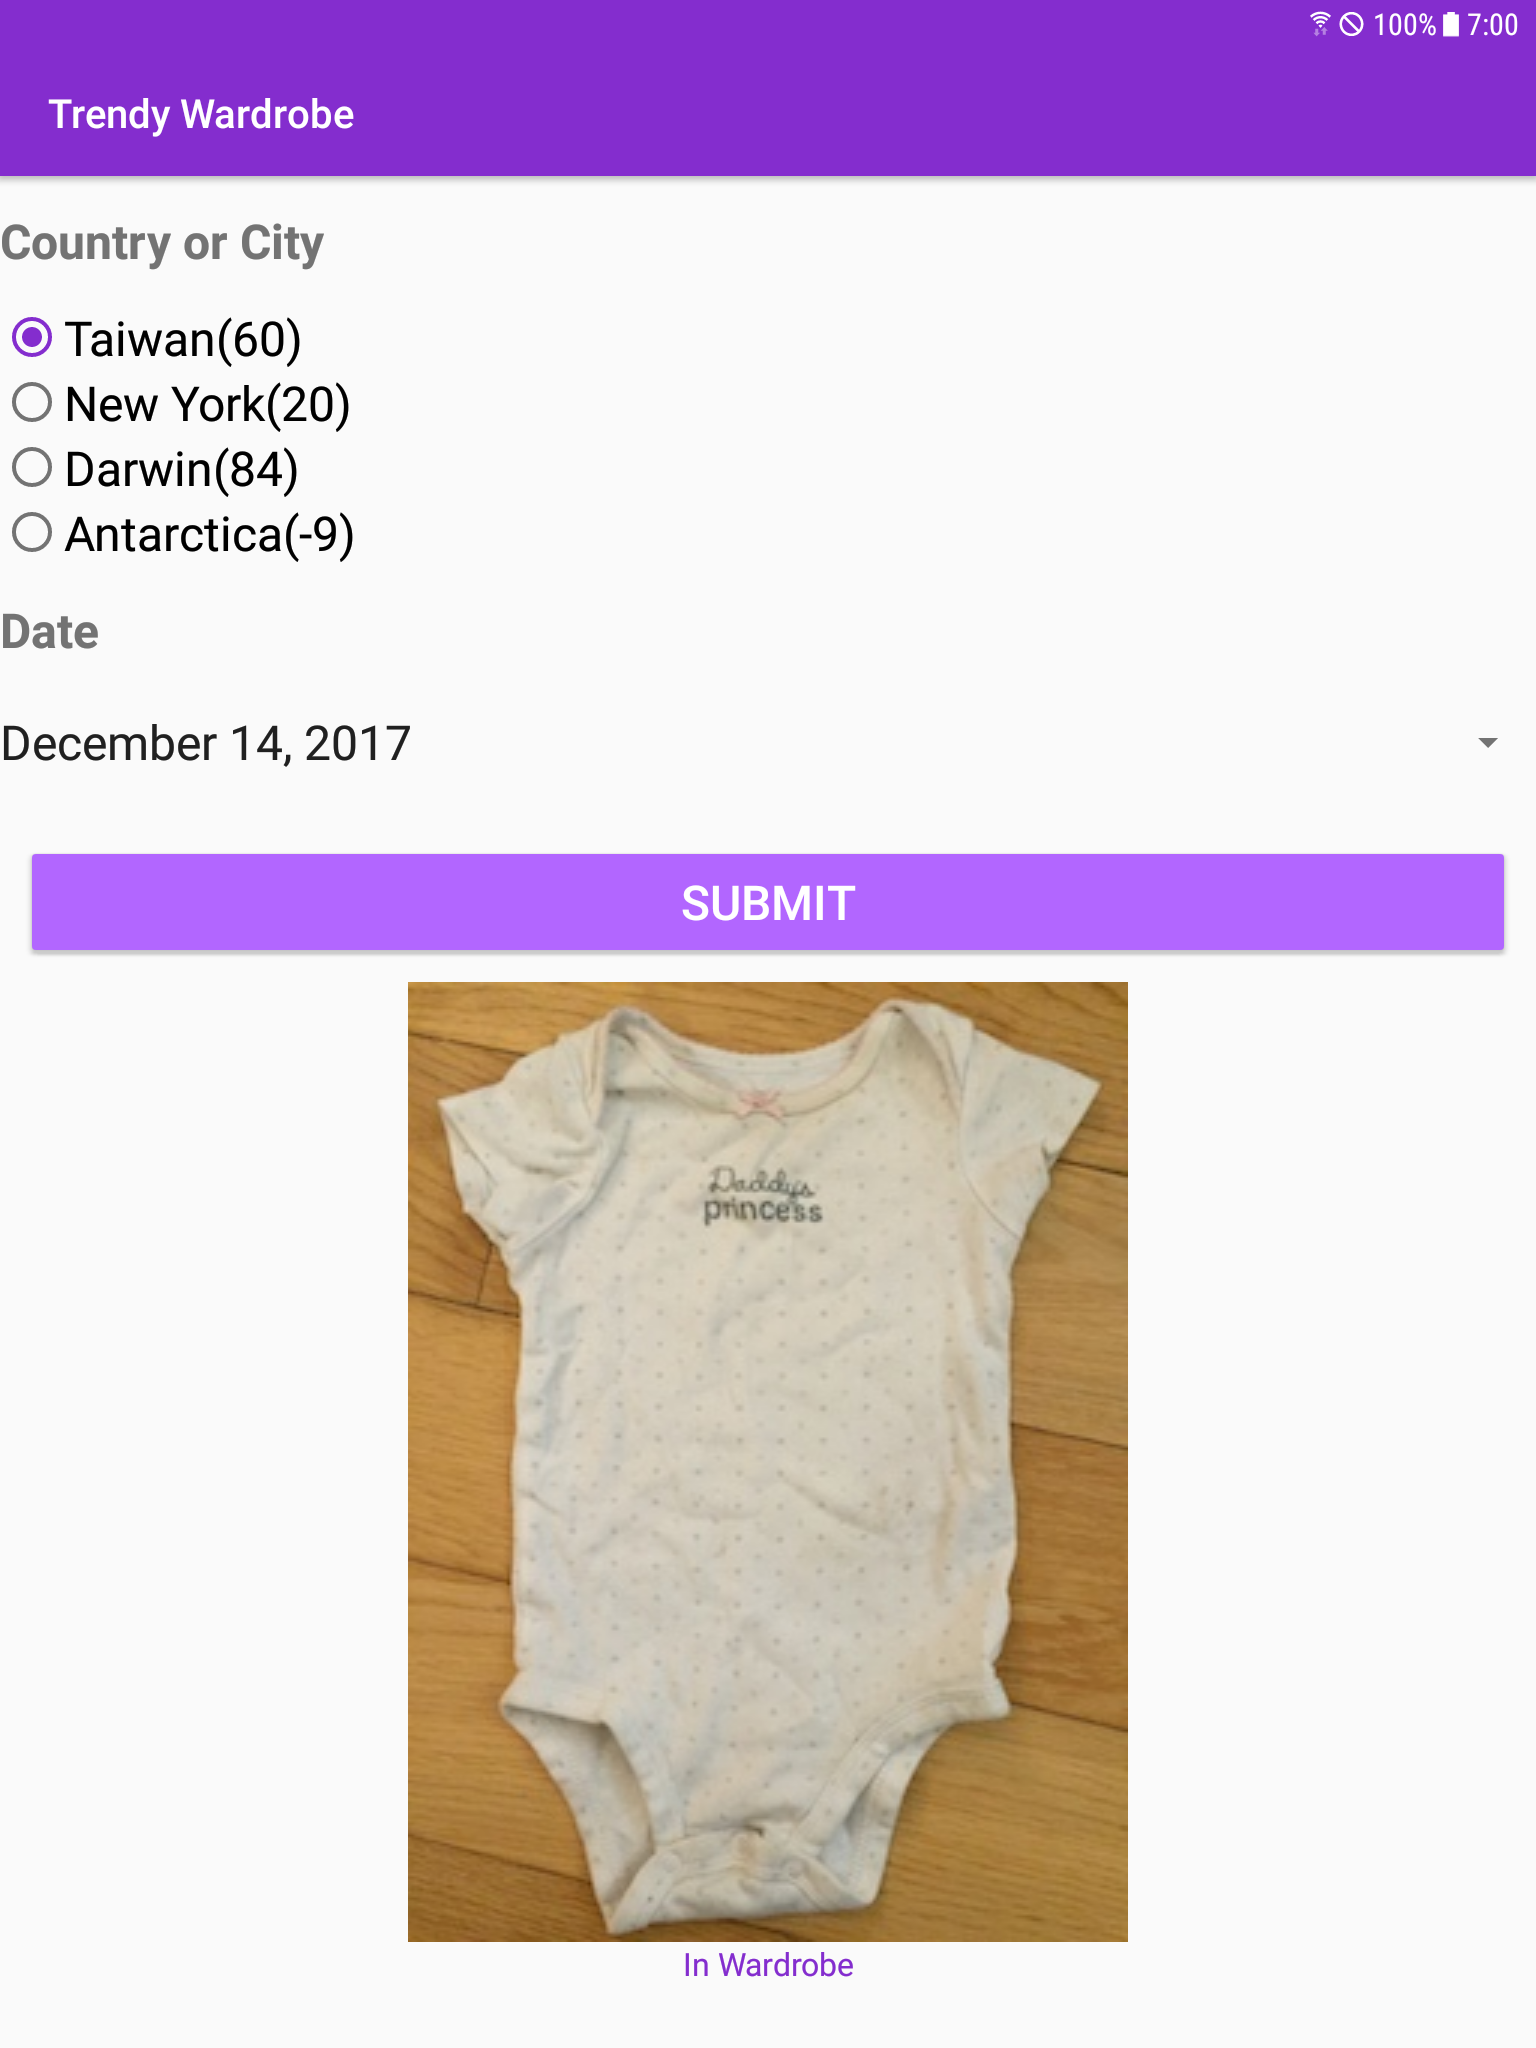 100% 7:00
Trendy Wardrobe
Country or City
Taiwan(60)
New York(20)
Darwin(84)
Antarctica(-9)
Date
December 14, 2017
SUBMIT
Daddy's
princess
In Wardrobe